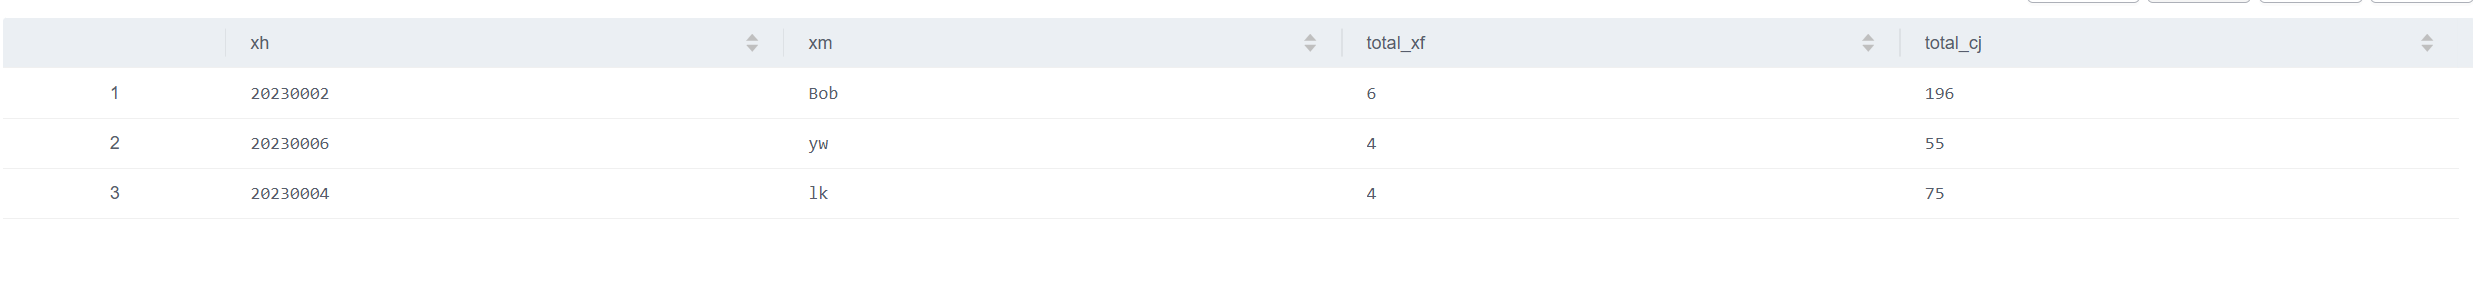 xh xm total_xf total_cj
1 20230002 Bob 6 196
2 20230006 yw 4 55
3 20230004 lk 4 75